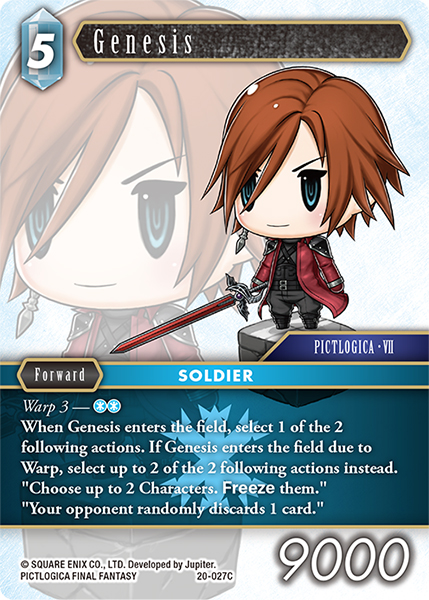 5
Genesis
PICTLOGICA · VII
Forward
SOLDIER
Warp 3 —
When Genesis enters the field, select 1 of the 2
following actions. If Genesis enters the field due to
Warp, select up to 2 of the 2 following actions instead.
"Choose up to 2 Characters. Freeze them."
"Your opponent randomly discards 1 card."
© SQUARE ENIX CO., LTD. Developed by Jupiter.
PICTLOGICA FINAL FANTASY 20-027C
9000